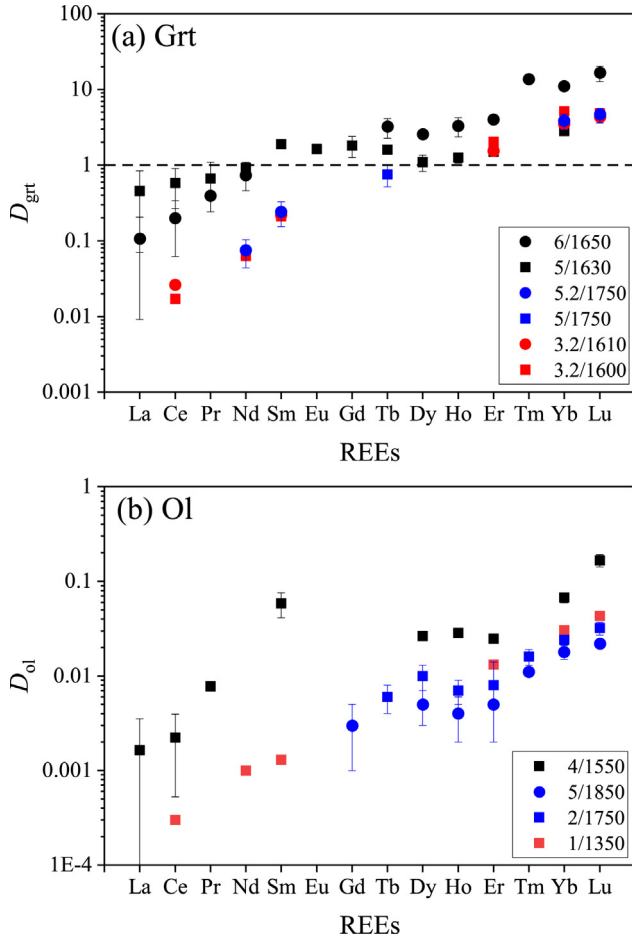 (a) Grt
100
10
1
0.1
0.01
0.001
D grt
6/1650
5/1630
5.2/1750
5/1750
3.2/1610
3.2/1600
La Ce Pr Nd Sm Eu Gd Tb Dy Ho Er Tm Yb Lu
REEs
(b) Ol
1
0.1
0.01
0.001
1E-4
D ol
4/1550
5/1850
2/1750
1/1350
La Ce Pr Nd Sm Eu Gd Tb Dy Ho Er Tm Yb Lu
REEs